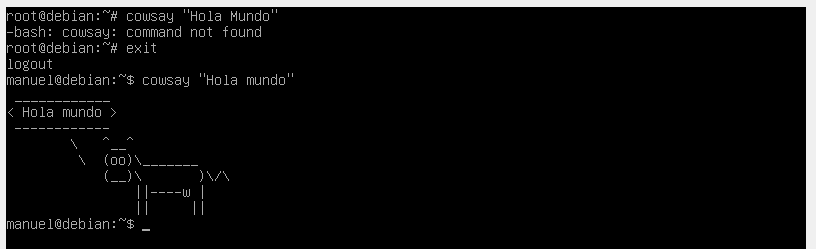 root@debian:~# cowsay "Hola Mundo"
-bash: cowsay: command not found
root@debian:~# exit
logout
manuel@debian:~$ cowsay "Hola mundo"
 ____________
< Hola mundo >
 ------------
        \   ^__^
         \  (oo)\_______
            (__)\       )\/\
                ||----w |
                ||     ||
manuel@debian:~$ _